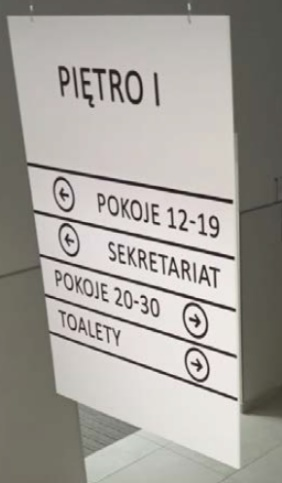 PIĘTRO I
POKOJE 12-19
SEKRETARIAT
POKOJE 20-30
TOALETY